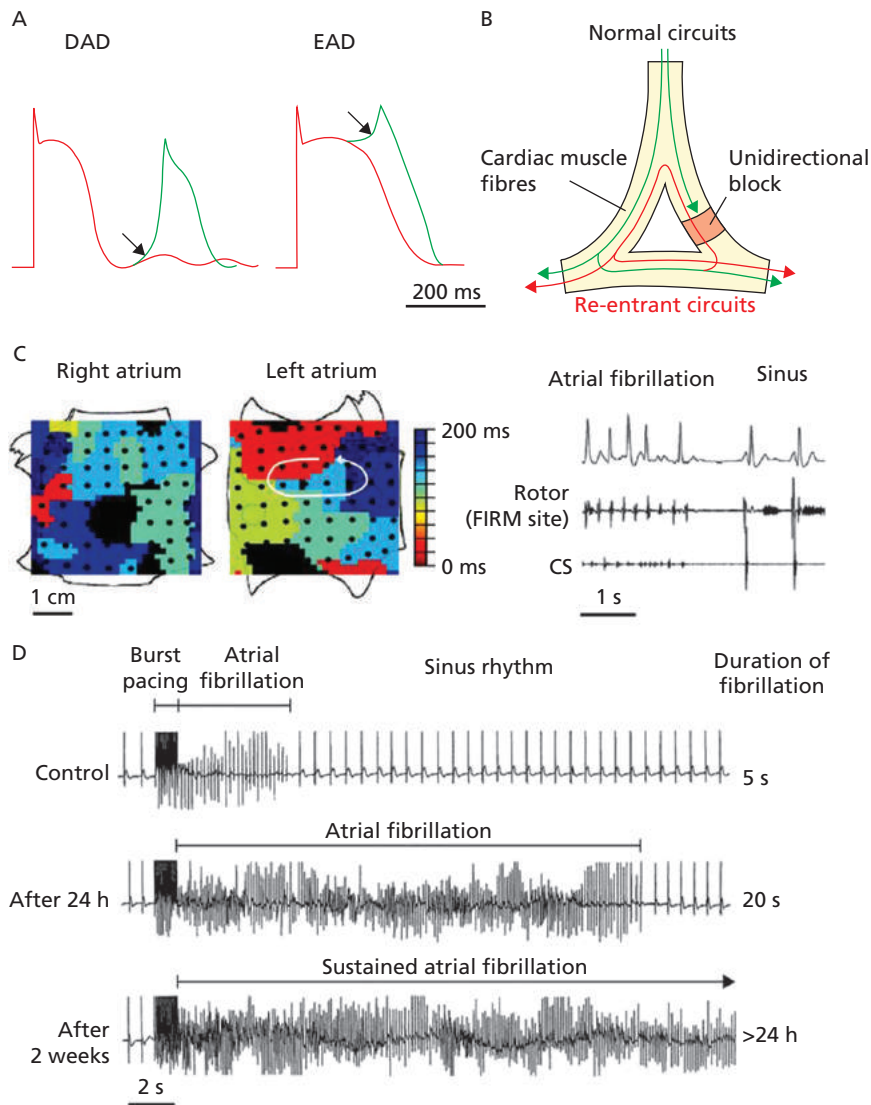 A
DAD
EAD
200 ms
B
Normal circuits
Cardiac muscle
fibres
Unidirectional
block
Re-entrant circuits
C
Right atrium
Left atrium
200 ms
0 ms
1 cm
Atrial fibrillation
Sinus
Rotor
(FIRM site)
CS
1 s
D
Burst
pacing
Atrial
fibrillation
Sinus rhythm
Duration of
fibrillation
Control
5 s
Atrial fibrillation
After 24 h
20 s
Sustained atrial fibrillation
After
2 weeks
>24 h
2 s